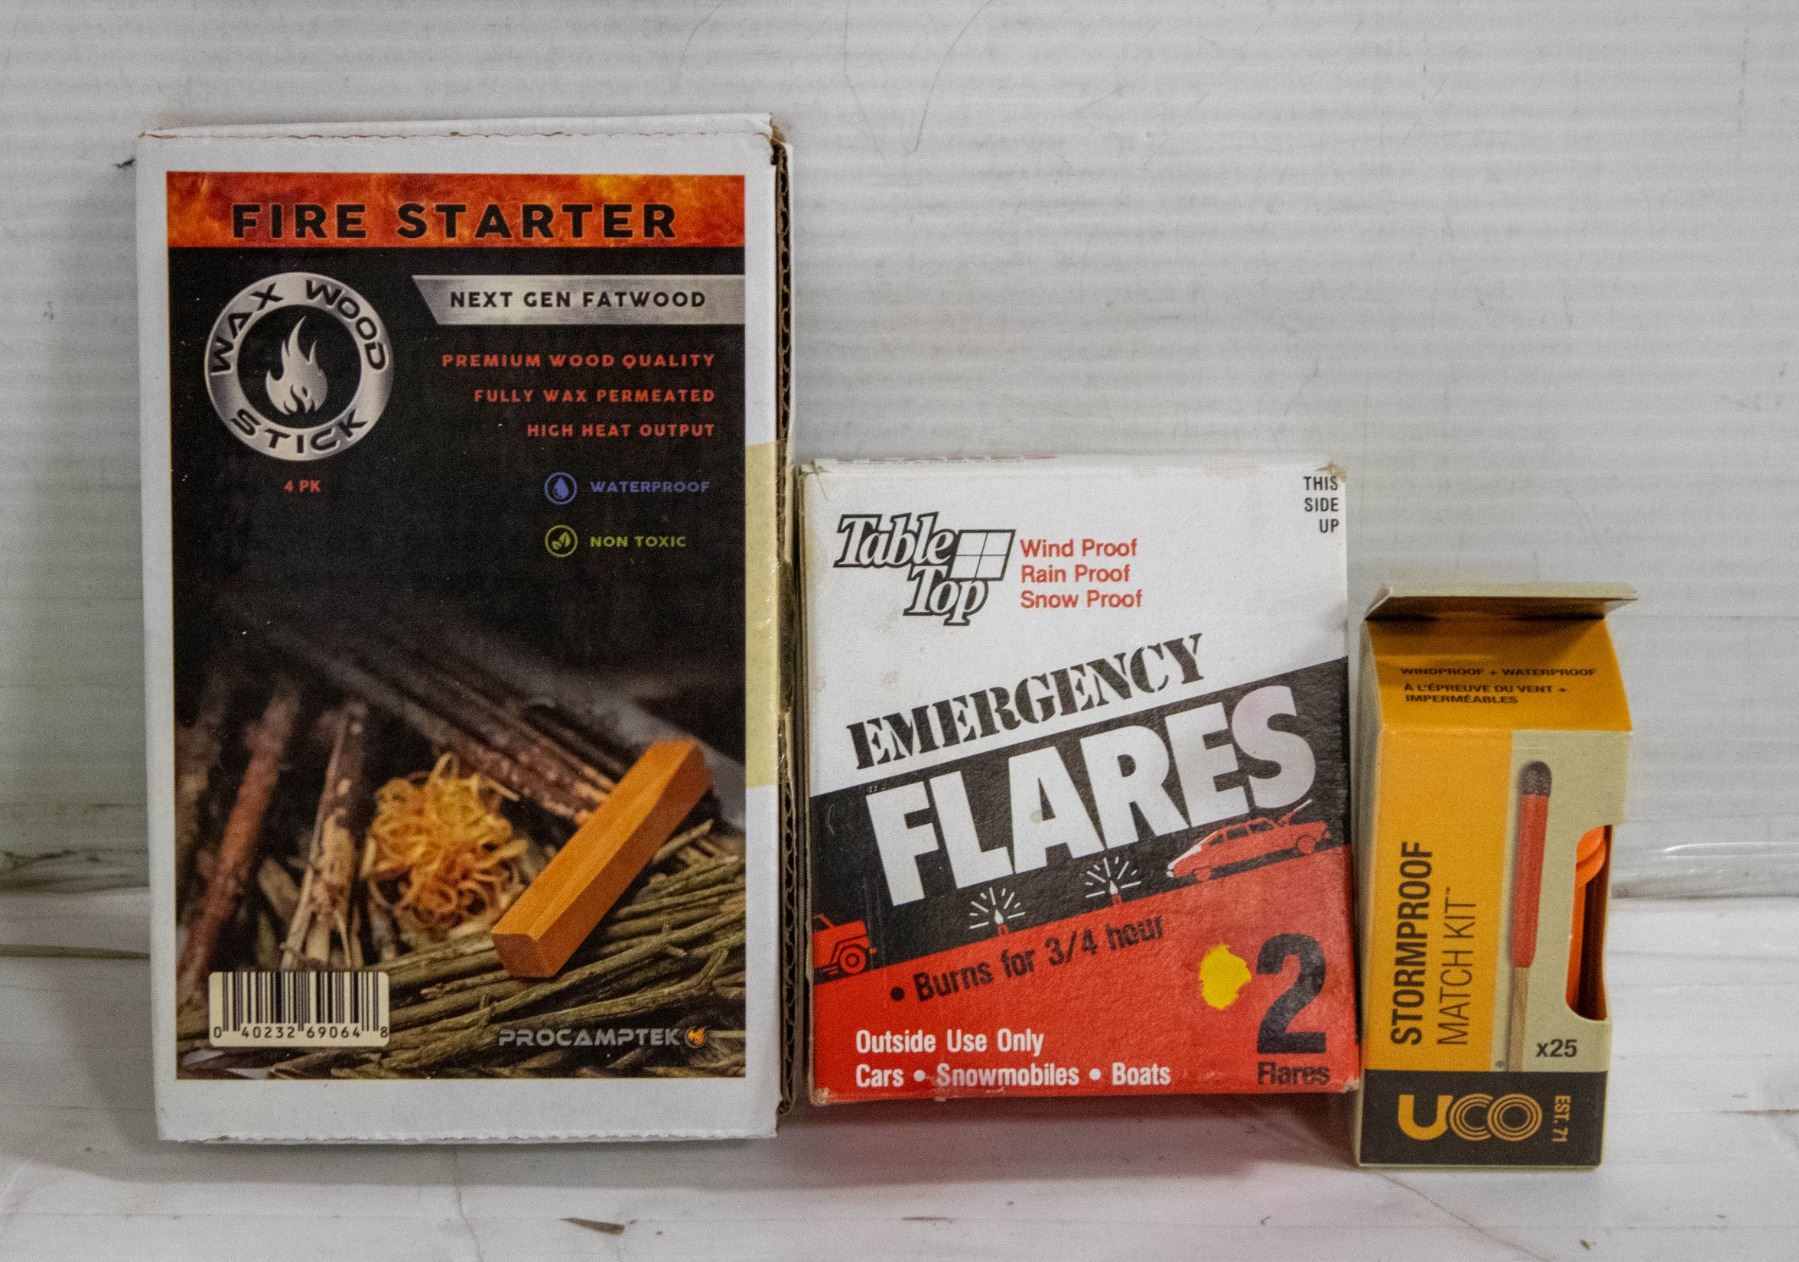 FIRE STARTER
WAX WOOD
STICK
NEXT GEN FATWOOD
PREMIUM WOOD QUALITY
FULLY WAX PERMEATED
HIGH HEAT OUTPUT
4 PK
WATERPROOF
NON TOXIC
0 40232 69064 8
PROCAMPTEK
THIS
SIDE
UP
Table
Top
Wind Proof
Rain Proof
Snow Proof
EMERGENCY
FLARES
• Burns for 3/4 hour
2
Flares
Outside Use Only
Cars • Snowmobiles • Boats
WINDPROOF + WATERPROOF
À L'ÉPREUVE DU VENT +
IMPERMÉABLES
STORMPROOF
MATCH KIT™
x25
UCO
EST. 71